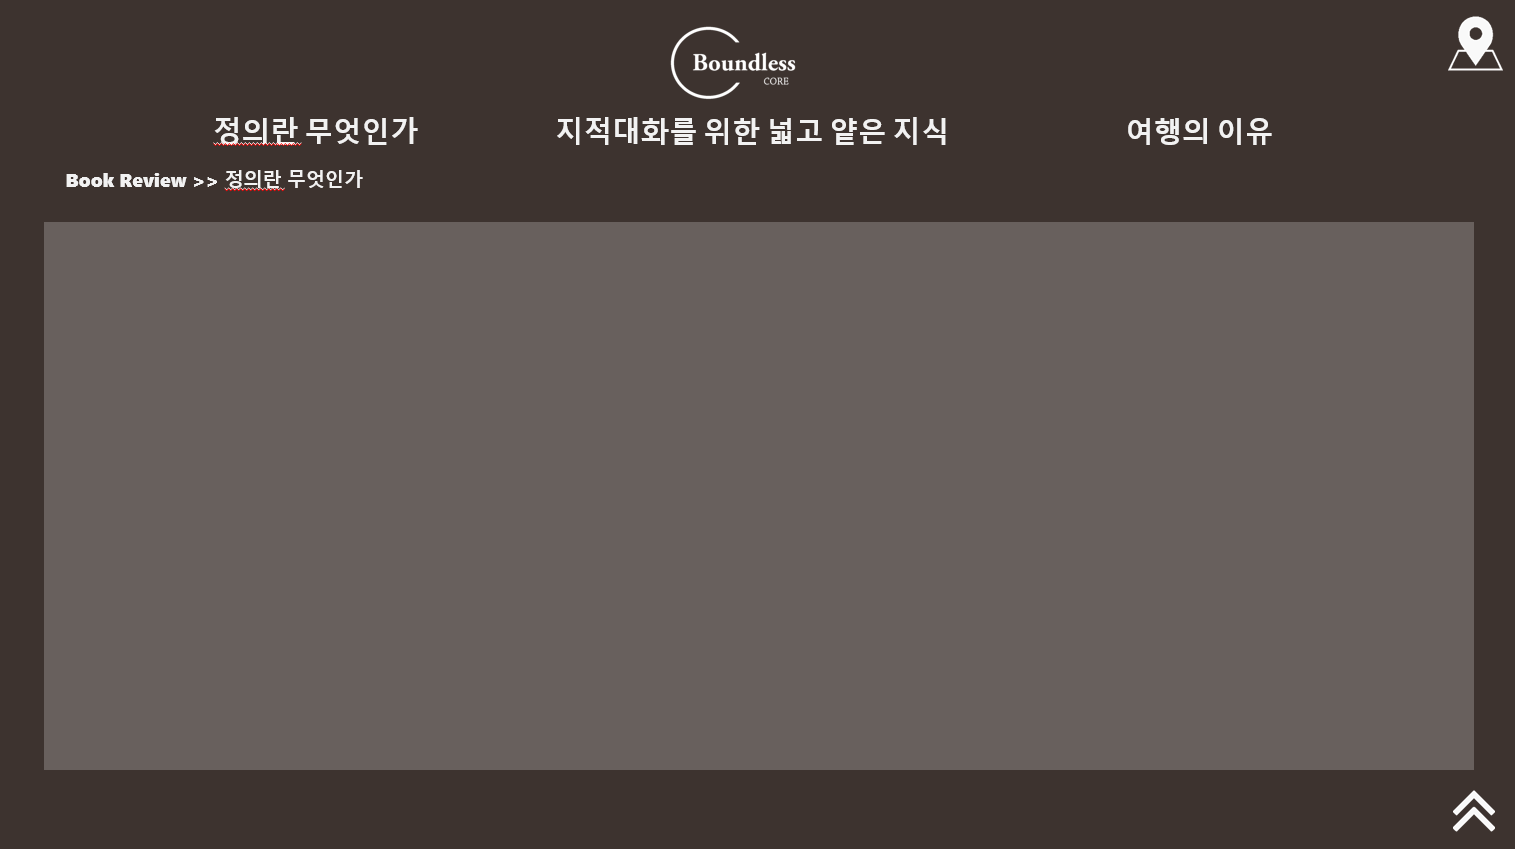 Boundless
CORE
정의란 무엇인가
지적대화를 위한 넓고 얕은 지식
여행의 이유
Book Review >> 정의란 무엇인가